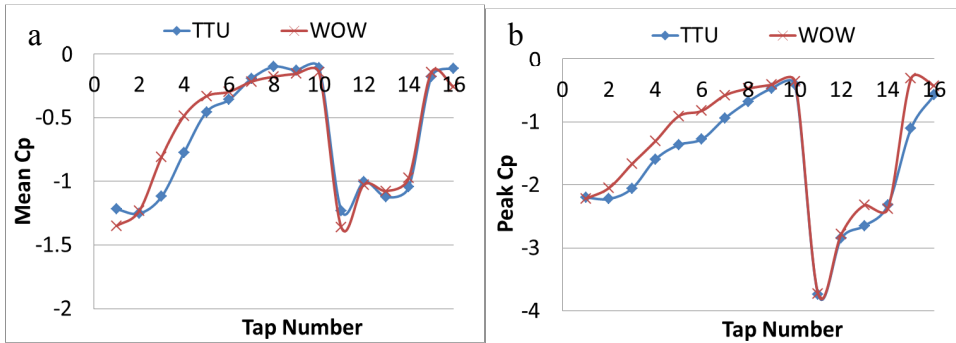 a
TTU WOW
0
0 2 4 6 8 10 12 14 16
-0.5
-1
-1.5
-2
Mean Cp
Tap Number
b
TTU WOW
0
0 2 4 6 8 10 12 14 16
-1
-2
-3
-4
Peak Cp
Tap Number